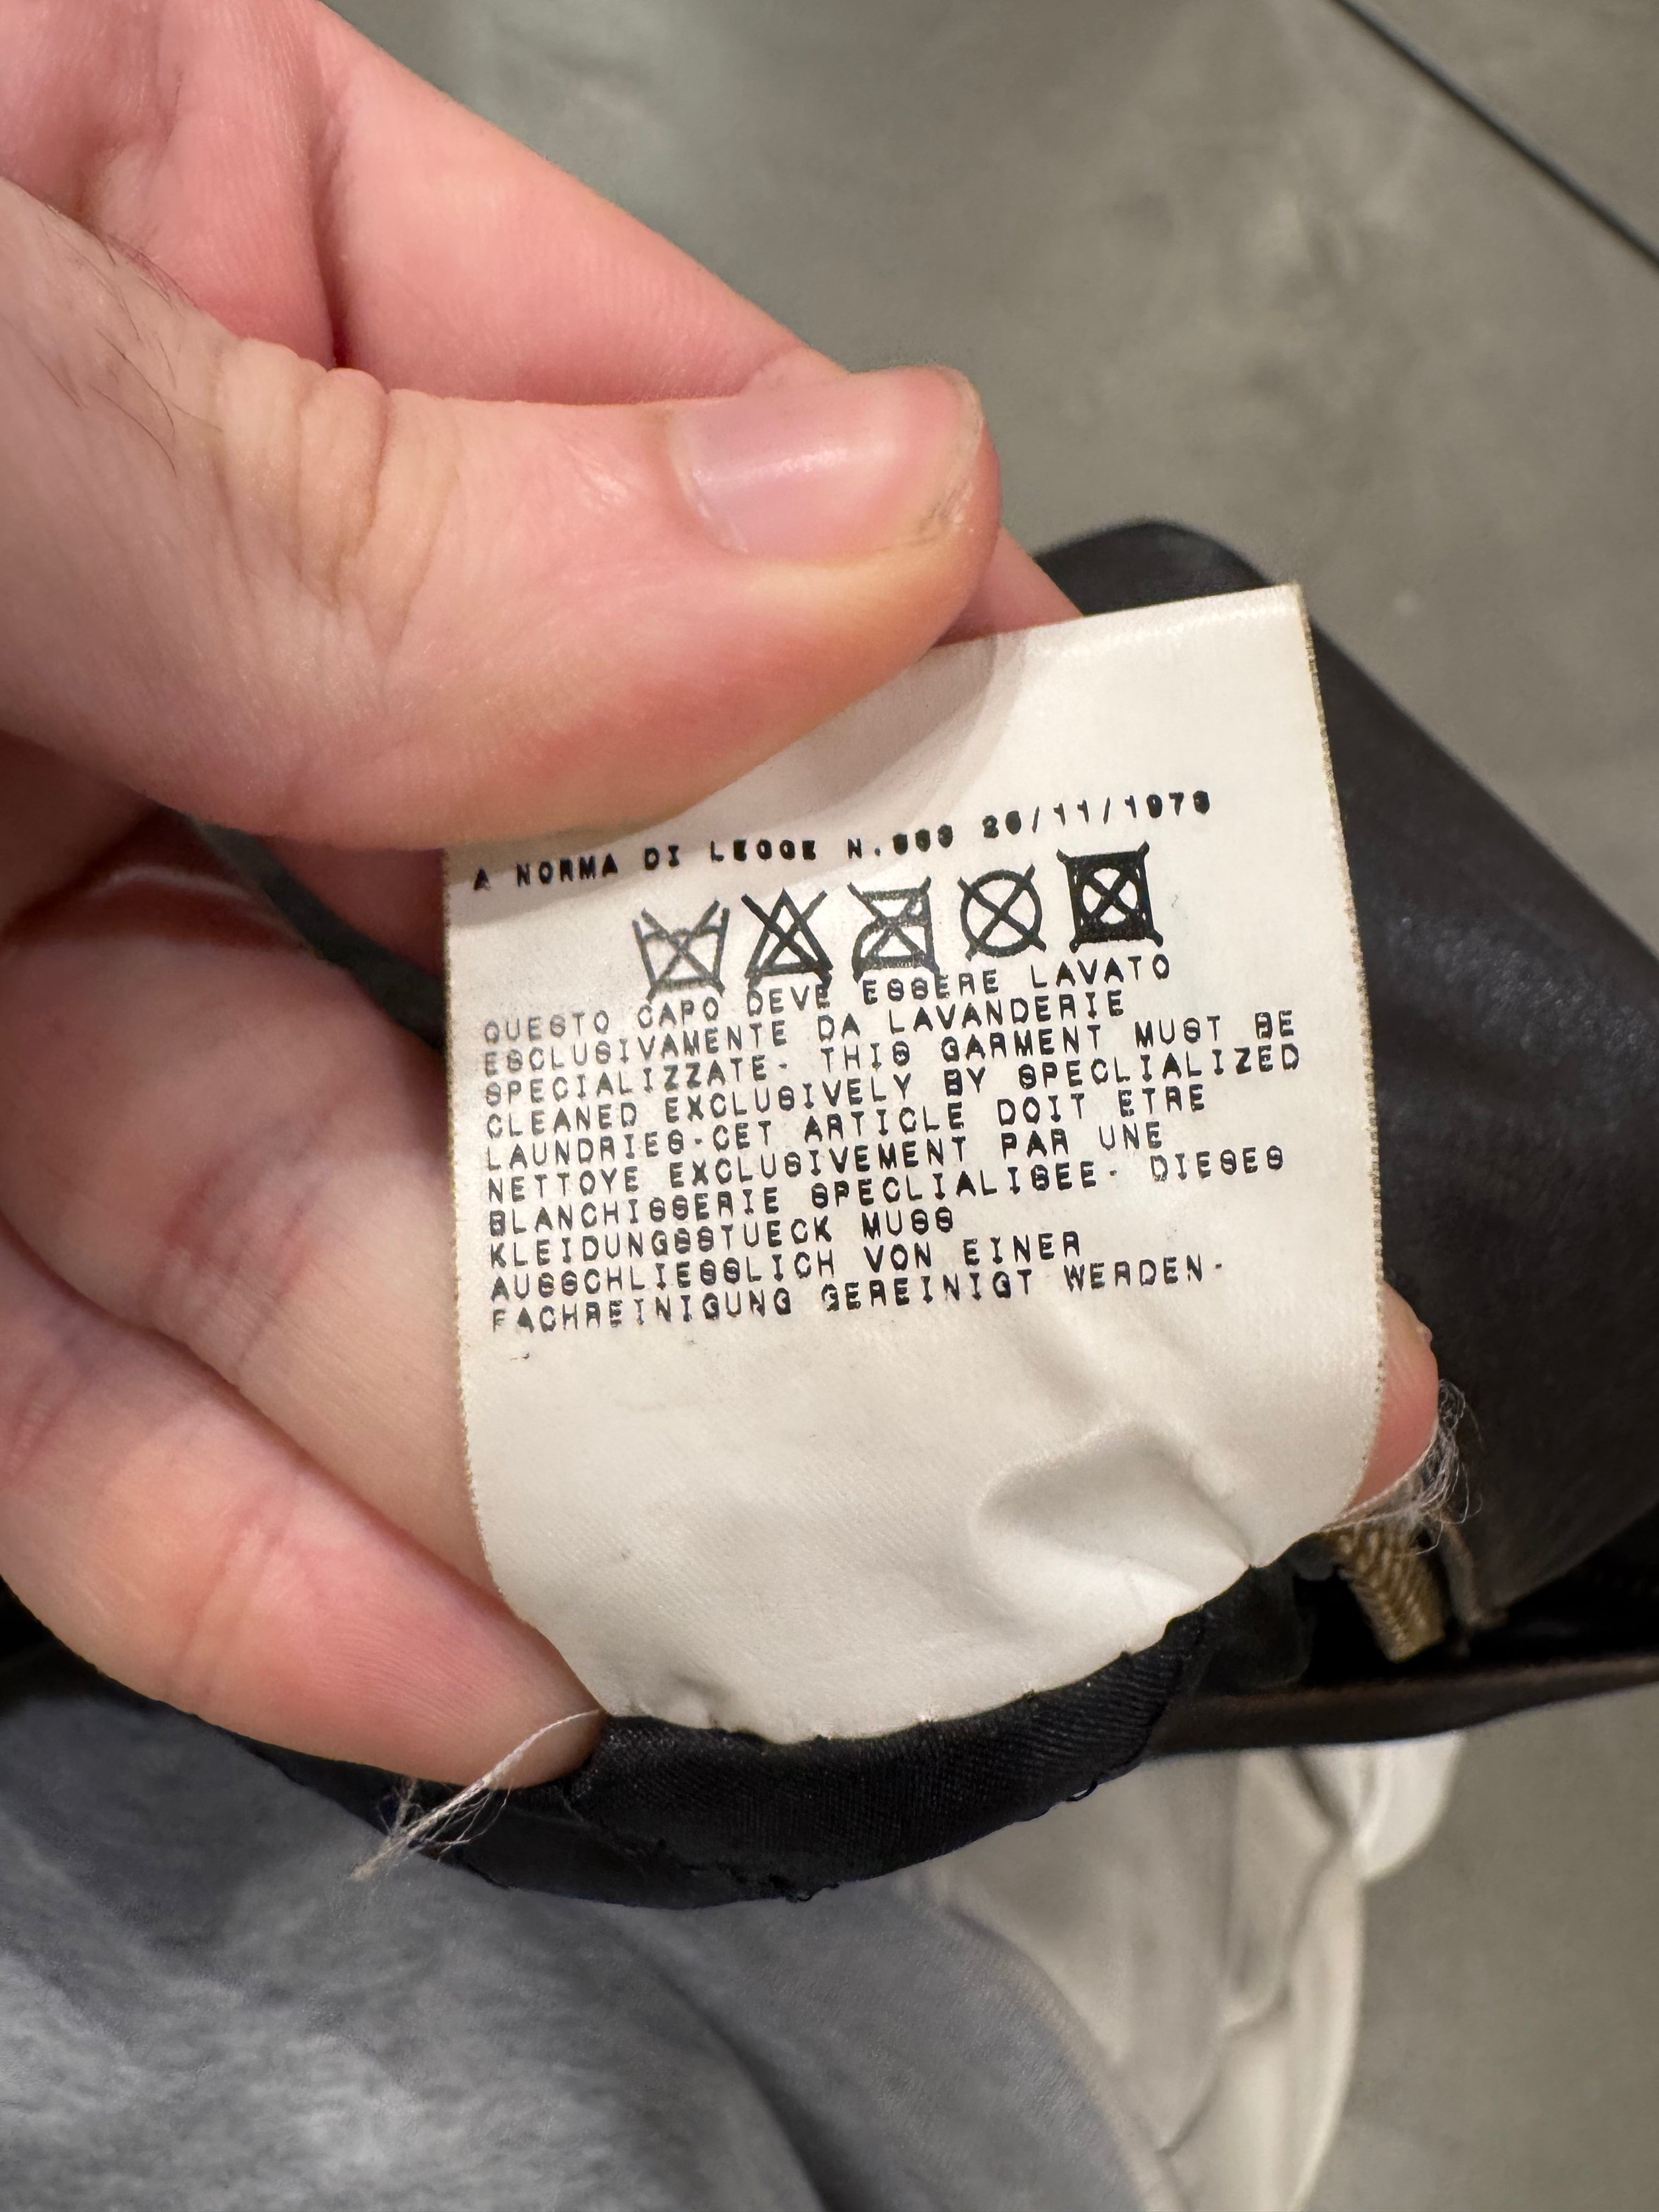 A NORMA DI LEGGE N.883 26/11/1973
QUESTO CAPO DEVE ESSERE LAVATO
ESCLUSIVAMENTE DA LAVANDERIE
SPECIALIZZATE- THIS GARMENT MUST BE
CLEANED EXCLUSIVELY BY SPECLIALIZED
LAUNDRIES-CET ARTICLE DOIT ETRE
NETTOYE EXCLUSIVEMENT PAR UNE
BLANCHISSERIE SPECLIALISEE- DIESES
KLEIDUNGSSTUECK MUSS
AUSSCHLIESSLICH VON EINER
FACHREINIGUNG GEREINIGT WERDEN-